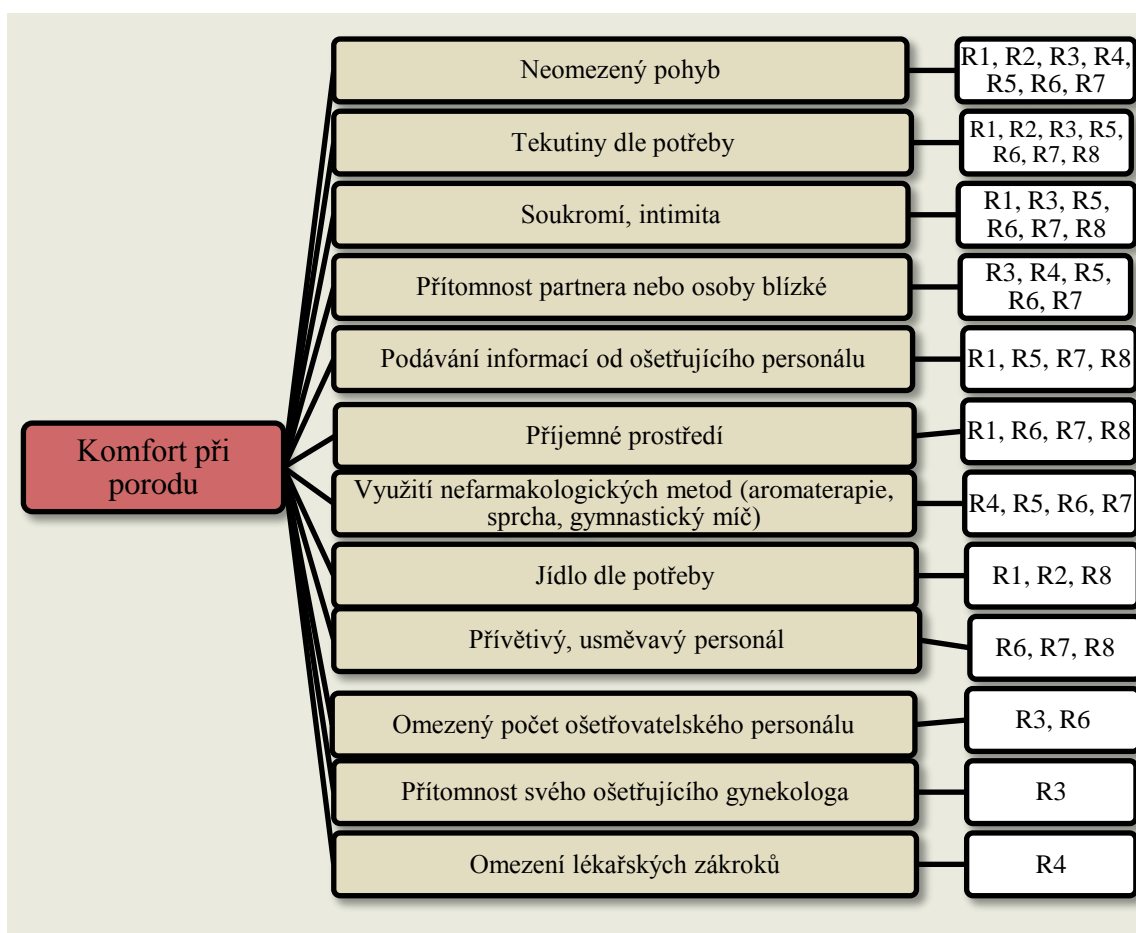 Komfort při
porodu
Neomezený pohyb
R1, R2, R3, R4,
R5, R6, R7
Tekutiny dle potřeby
R1, R2, R3, R5,
R6, R7, R8
Soukromí, intimita
R1, R3, R5,
R6, R7, R8
Přítomnost partnera nebo osoby blízké
R3, R4, R5,
R6, R7
Podávání informací od ošetřujícího personálu
R1, R5, R7, R8
Příjemné prostředí
R1, R6, R7, R8
Využití nefarmakologických metod (aromaterapie,
sprcha, gymnastický míč)
R4, R5, R6, R7
Jídlo dle potřeby
R1, R2, R8
Přívětivý, usměvavý personál
R6, R7, R8
Omezený počet ošetřovatelského personálu
R3, R6
Přítomnost svého ošetřujícího gynekologa
R3
Omezení lékařských zákroků
R4